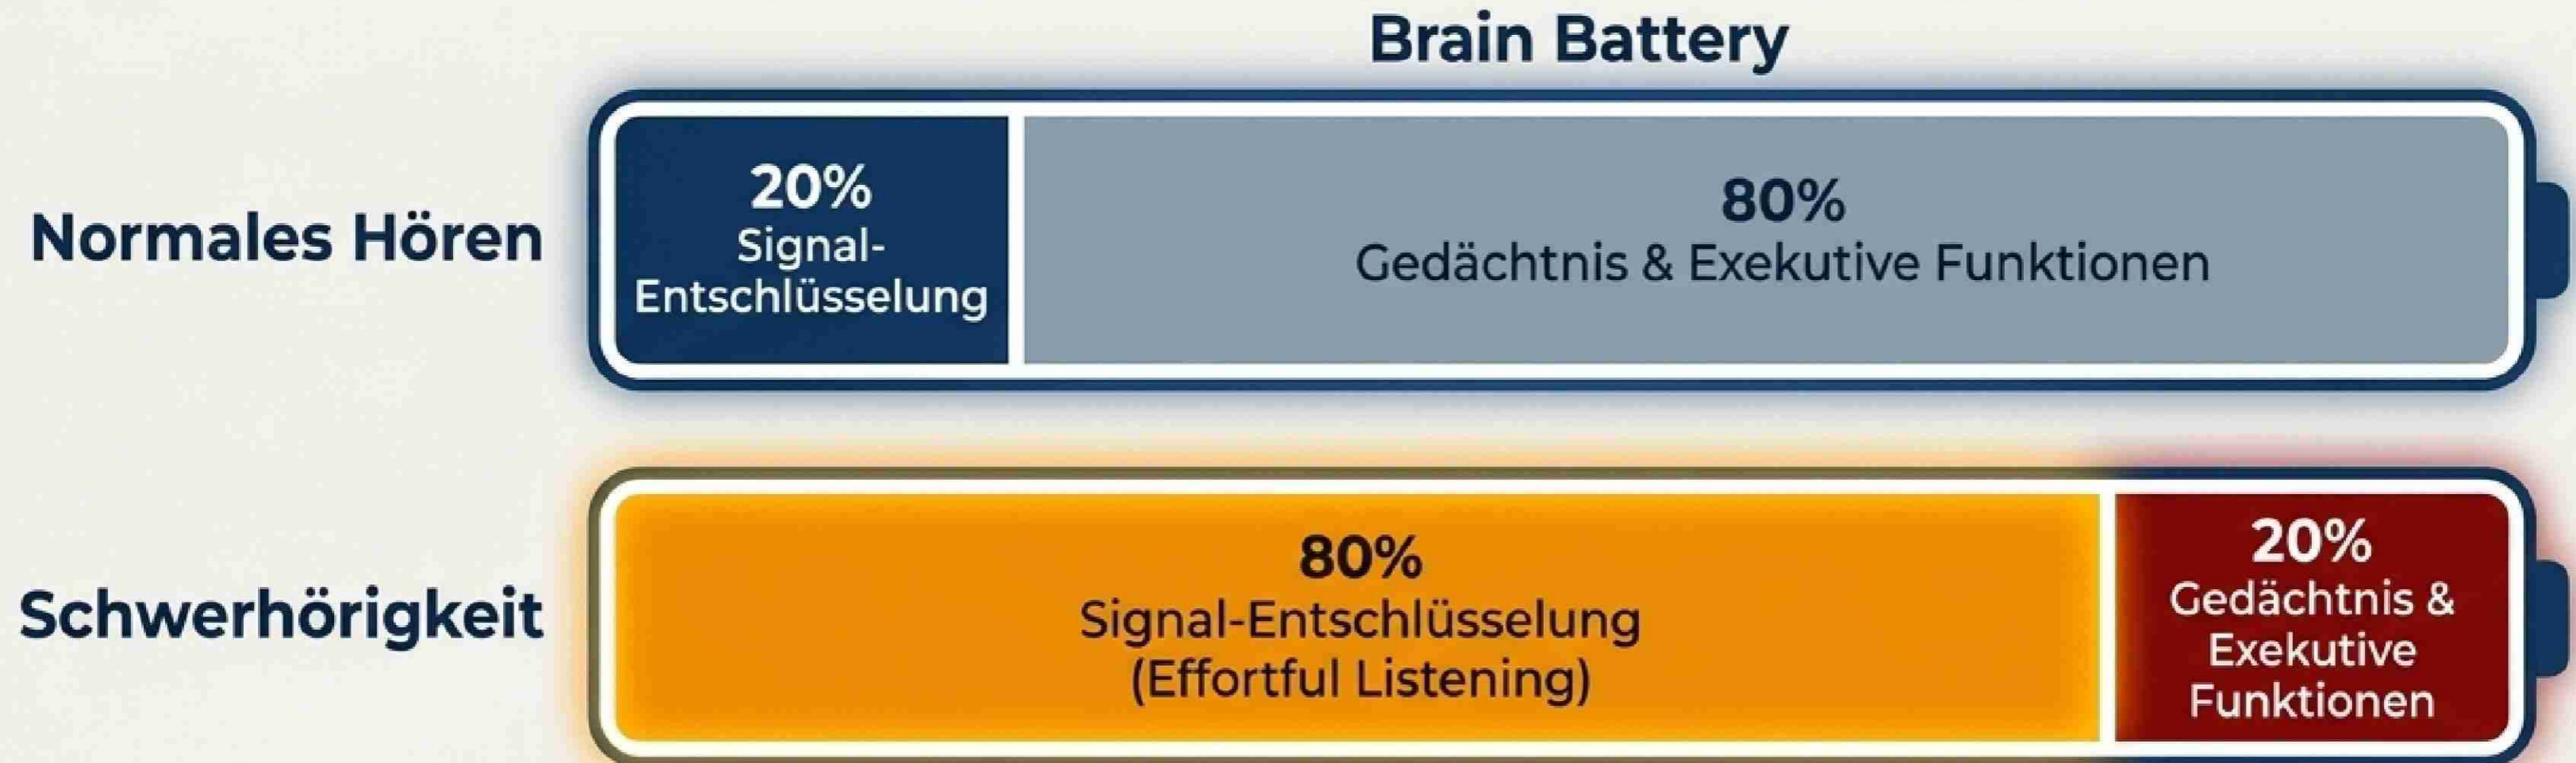 Brain Battery
Normales Hören
20%
Signal-
Entschlüsselung
80%
Gedächtnis & Exekutive Funktionen
Schwerhörigkeit
80%
Signal-Entschlüsselung
(Effortful Listening)
20%
Gedächtnis &
Exekutive
Funktionen